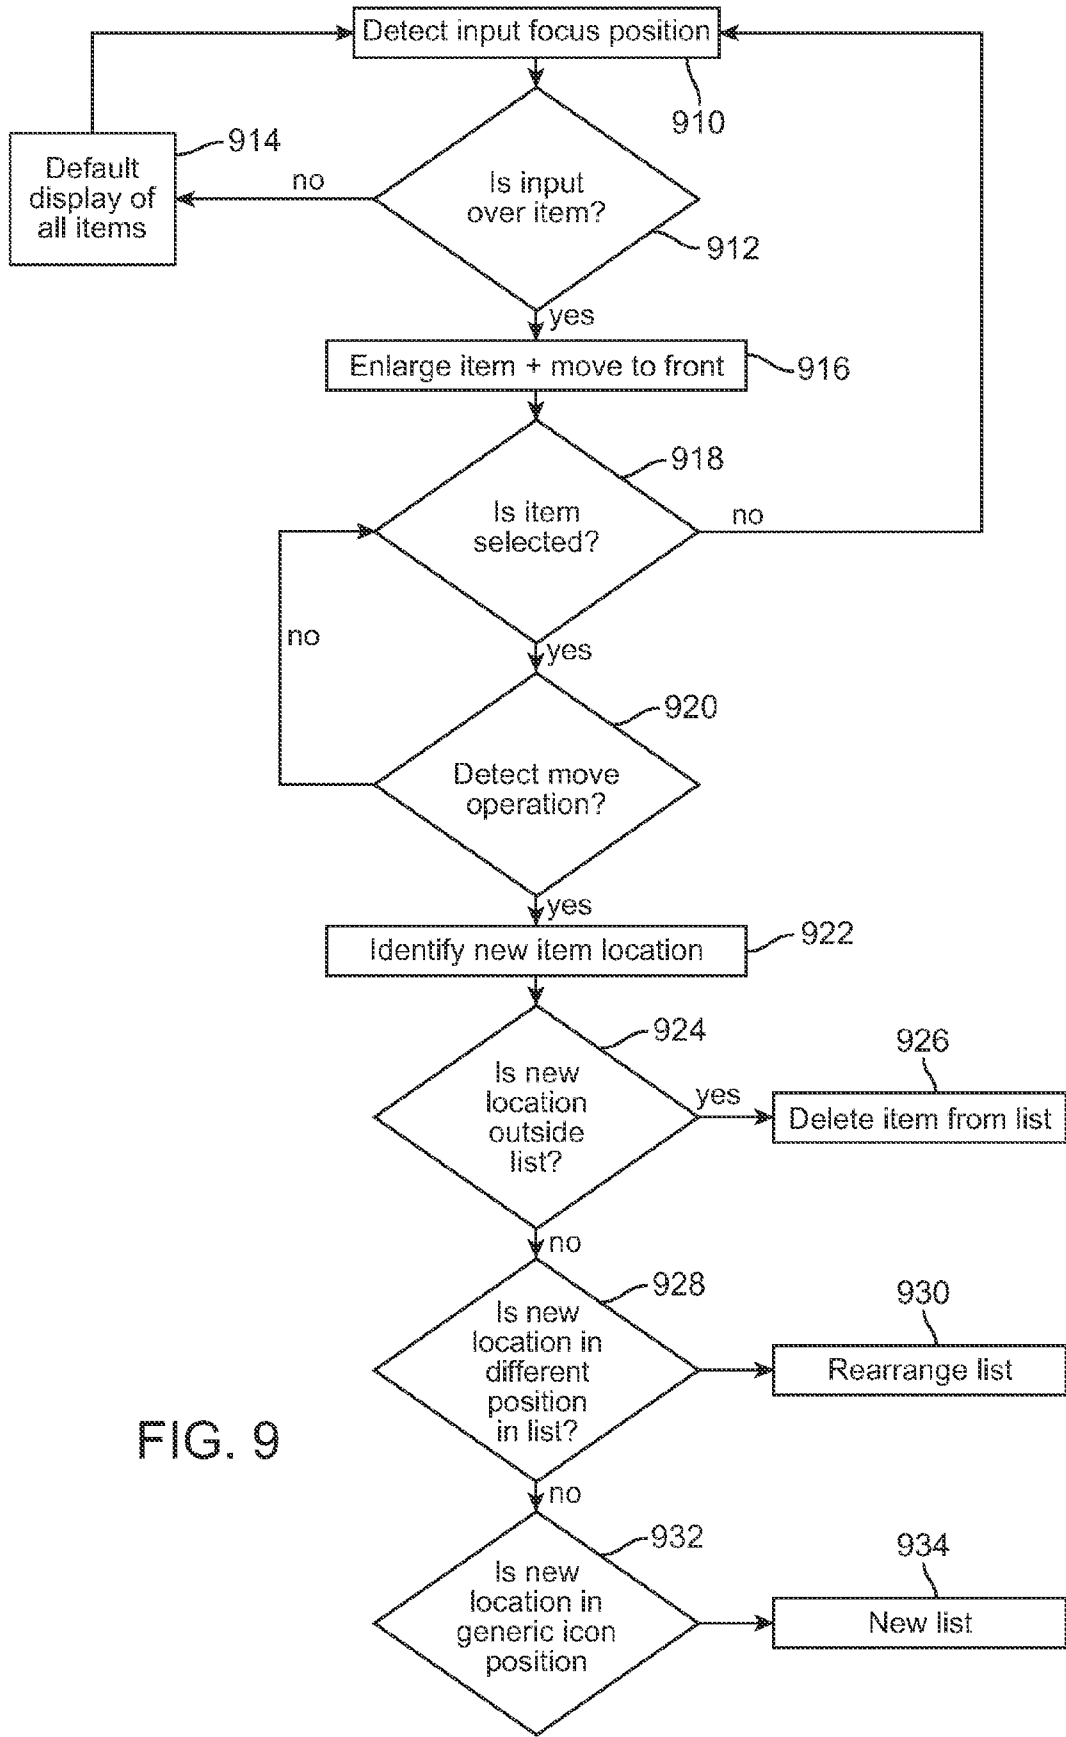 Detect input focus position
910
914
Default
display of
all items
no
Is input
over item?
912
yes
Enlarge item + move to front
916
918
Is item
selected?
no
no
yes
920
Detect move
operation?
yes
Identify new item location
922
924
926
Is new
location
outside
list?
yes
Delete item from list
no
928
930
Is new
location in
different
position
in list?
Rearrange list
FIG. 9
no
932
934
Is new
location in
generic icon
position
New list